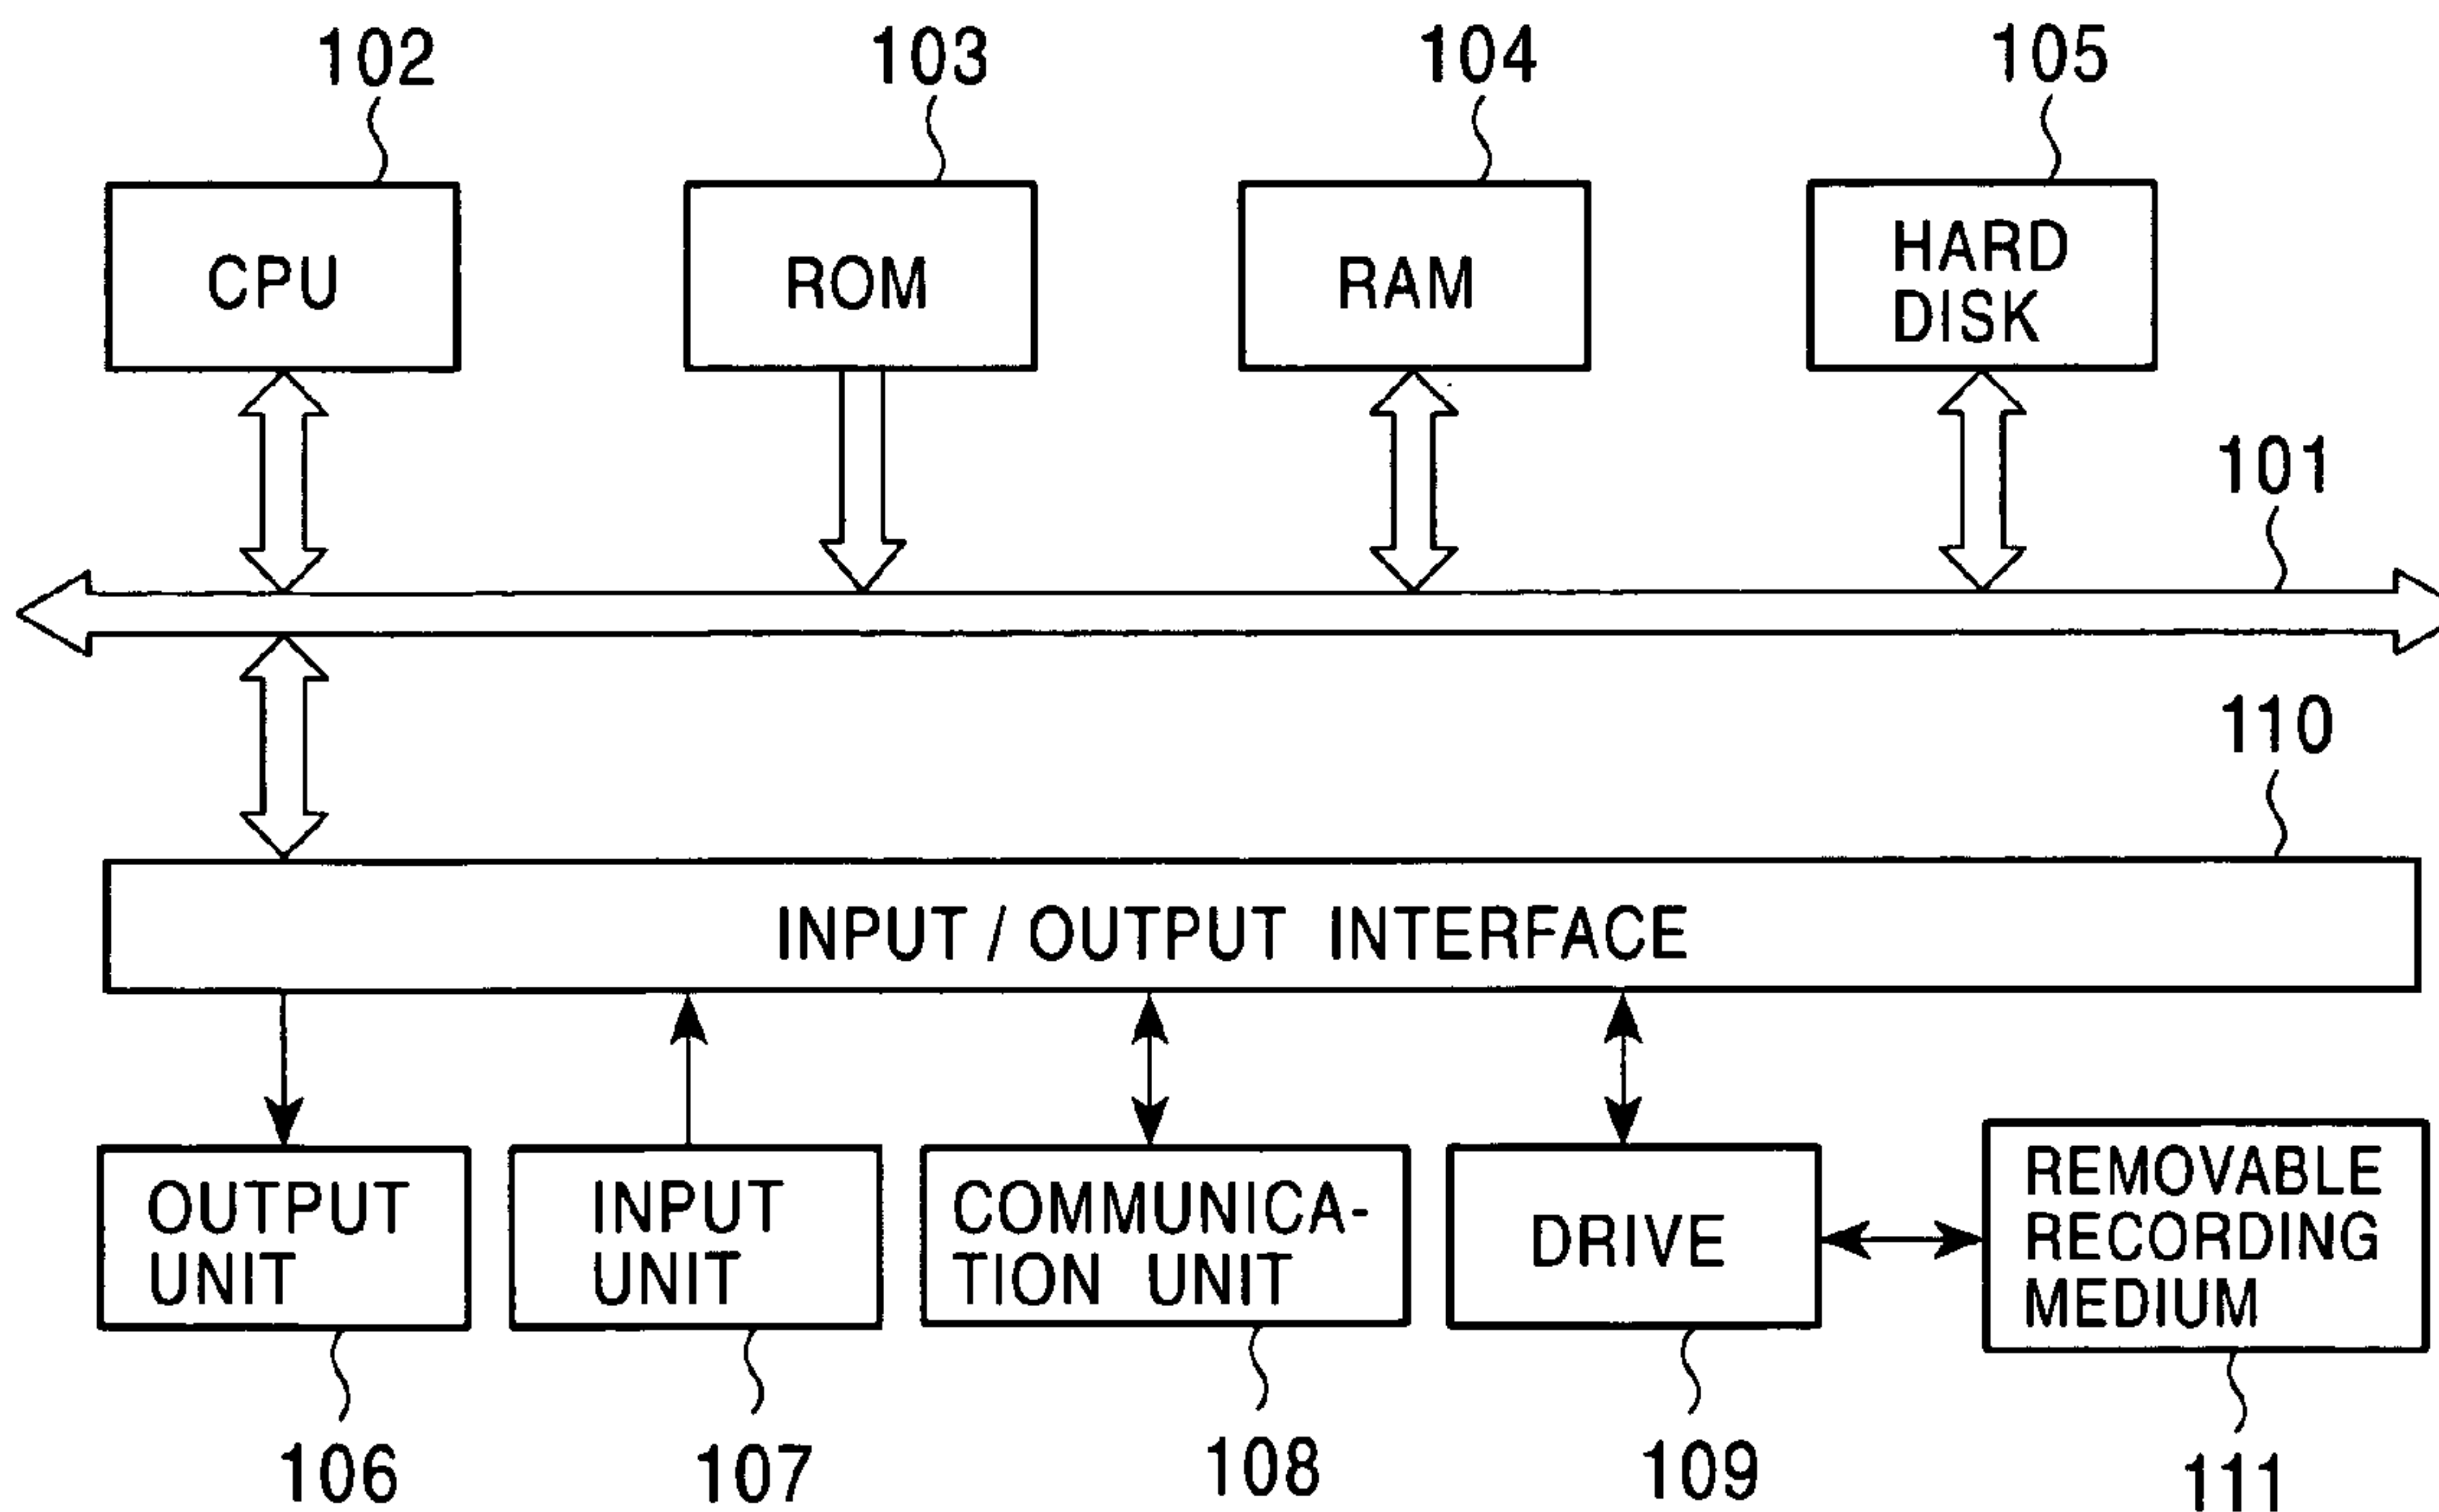 102
103
104
105
CPU
ROM
RAM
HARD
DISK
101
110
INPUT / OUTPUT INTERFACE
OUTPUT
UNIT
INPUT
UNIT
COMMUNICA-
TION UNIT
DRIVE
REMOVABLE
RECORDING
MEDIUM
106
107
108
109
111